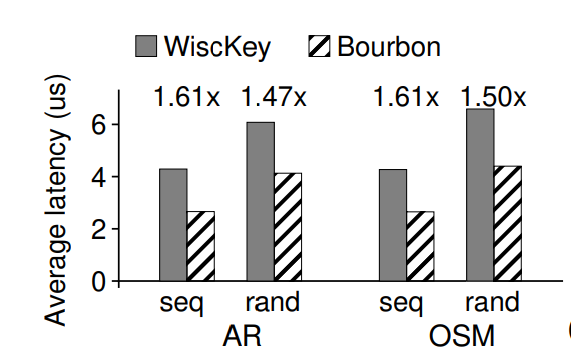 WiscKey Bourbon
Average latency (us)
1.61x 1.47x 1.61x 1.50x
6
4
2
0
seq rand seq rand
AR OSM